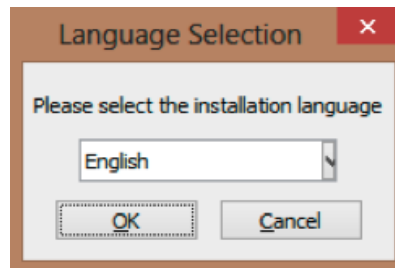 Language Selection
Please select the installation language
English
OK
Cancel